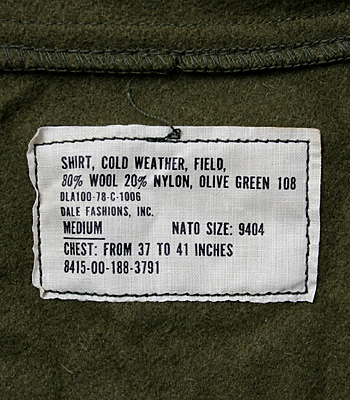 SHIRT, COLD WEATHER, FIELD,
80% WOOL 20% NYLON, OLIVE GREEN 108
DLA100-78-C-1006
DALE FASHIONS, INC.
MEDIUM NATO SIZE: 9404
CHEST: FROM 37 TO 41 INCHES
8415-00-188-3791